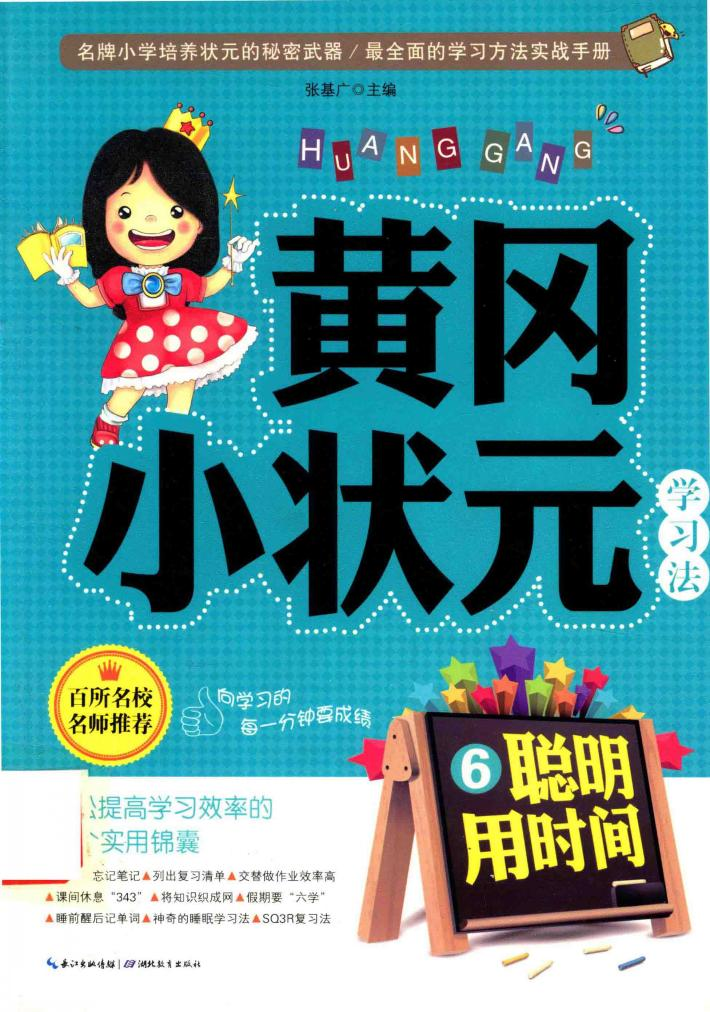 名牌小学培养状元的秘密武器/最全面的学习方法实战手册
张基广◎主编
HUANG GANG
黄冈
小状元
学习法
百所名校
名师推荐
向学习的
每一分钟要成绩
6 聪明
用时间
提高学习效率的
实用锦囊
忘记笔记▲列出复习清单▲交替做作业效率高
▲课间休息“343”▲将知识织成网▲假期要“六学”
▲睡前醒后记单词▲神奇的睡眠学习法▲SQ3R复习法
长江出版传媒 湖北教育出版社